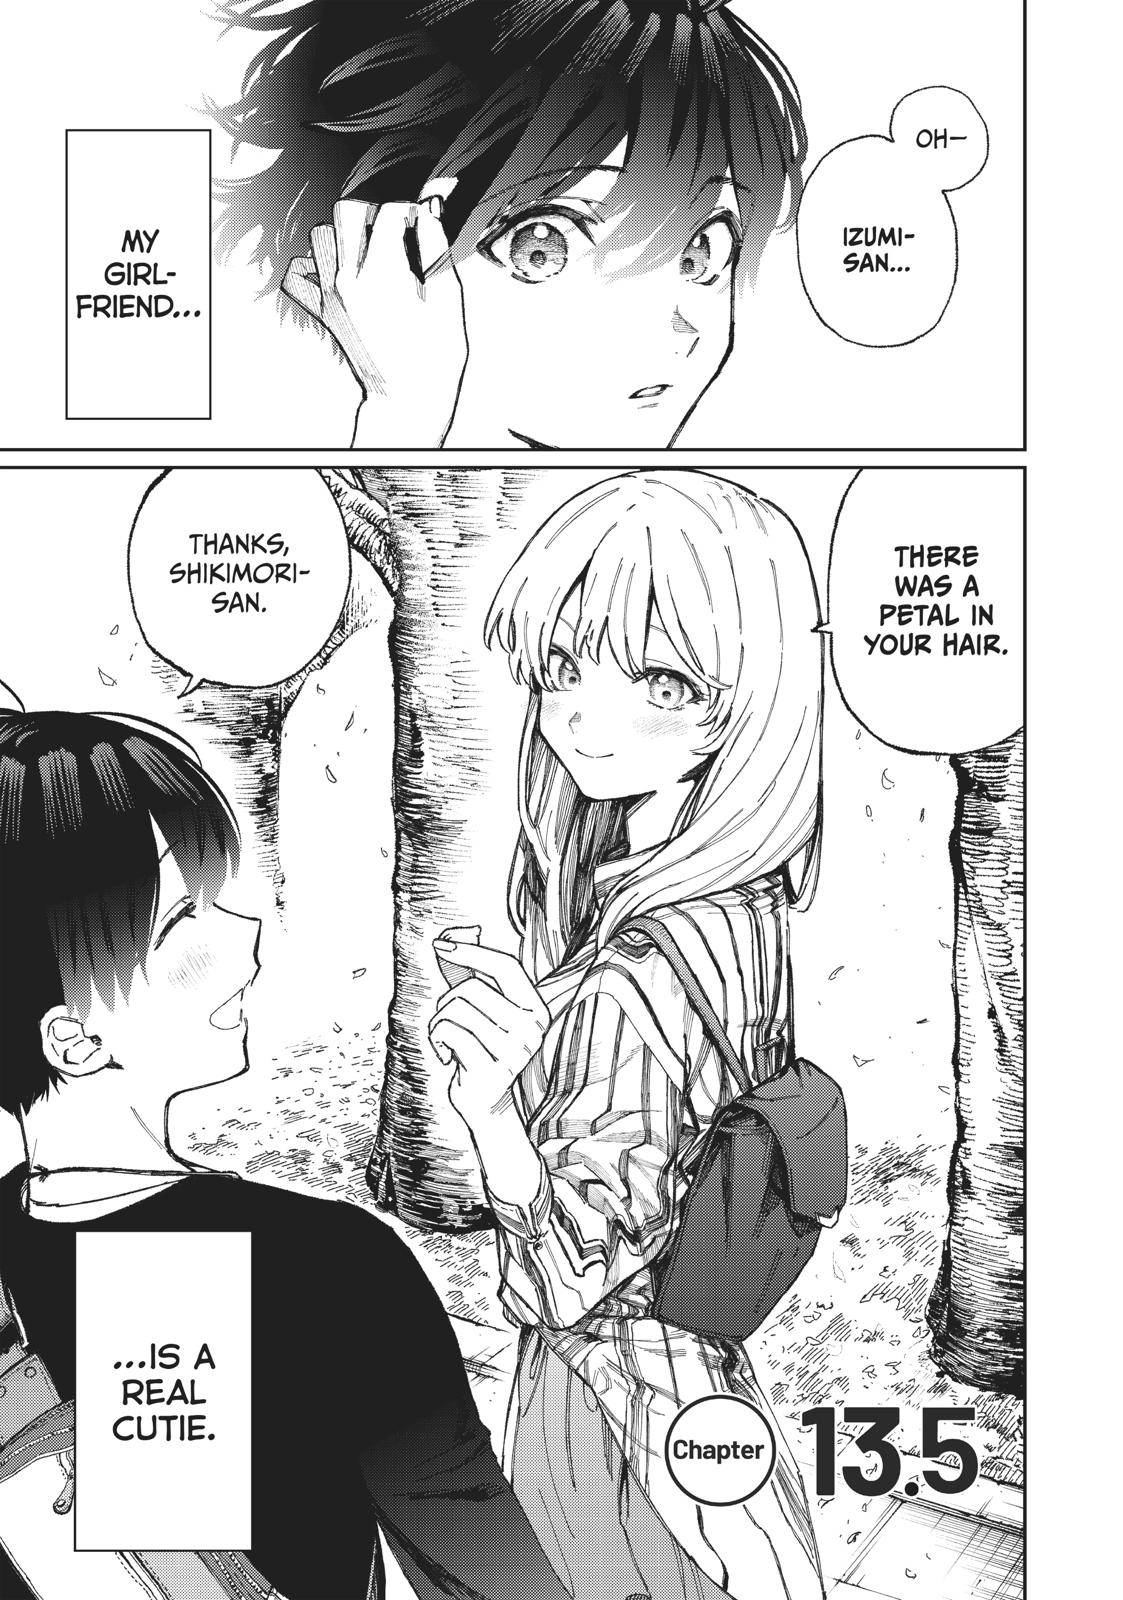 OH—
IZUMI-
SAN...
MY
GIRL-
FRIEND...
THERE
WAS A
PETAL IN
YOUR HAIR.
THANKS,
SHIKIMORI-
SAN.
...IS A
REAL
CUTIE.
Chapter 13.5